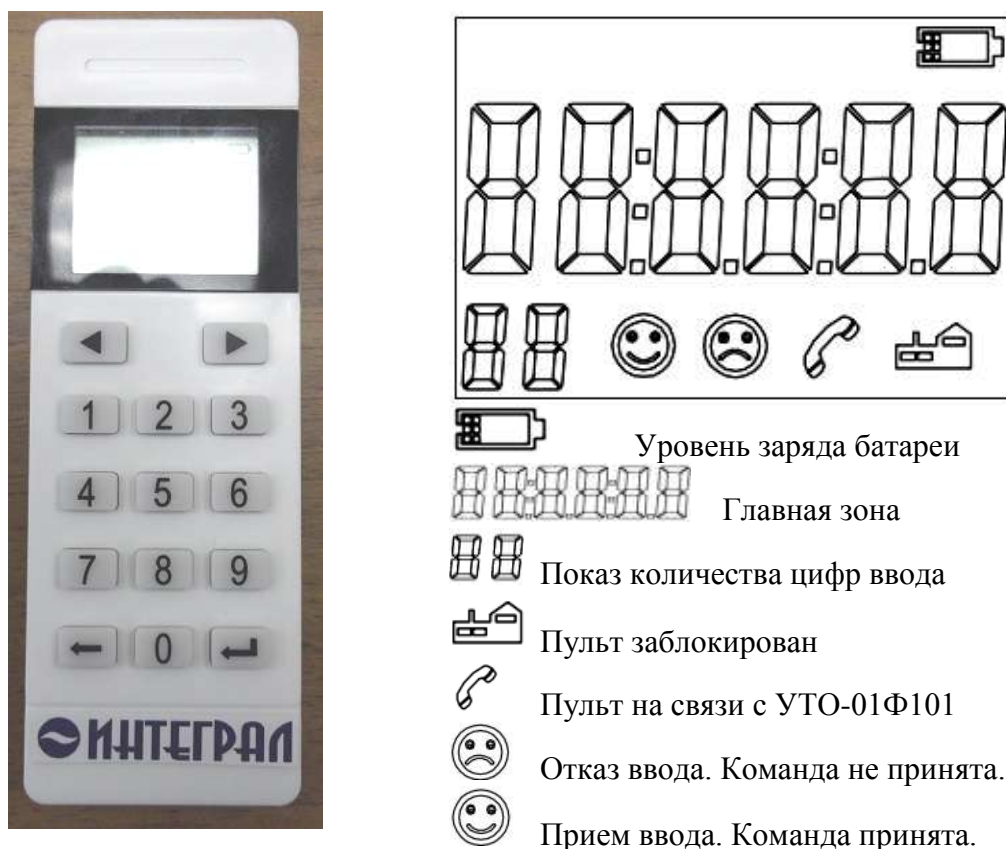 1 2 3
4 5 6
7 8 9
0
ИНТЕГРАЛ
Уровень заряда батареи
Главная зона
Показ количества цифр ввода
Пульт заблокирован
Пульт на связи с УТО-01Ф101
Отказ ввода. Команда не принята.
Прием ввода. Команда принята.